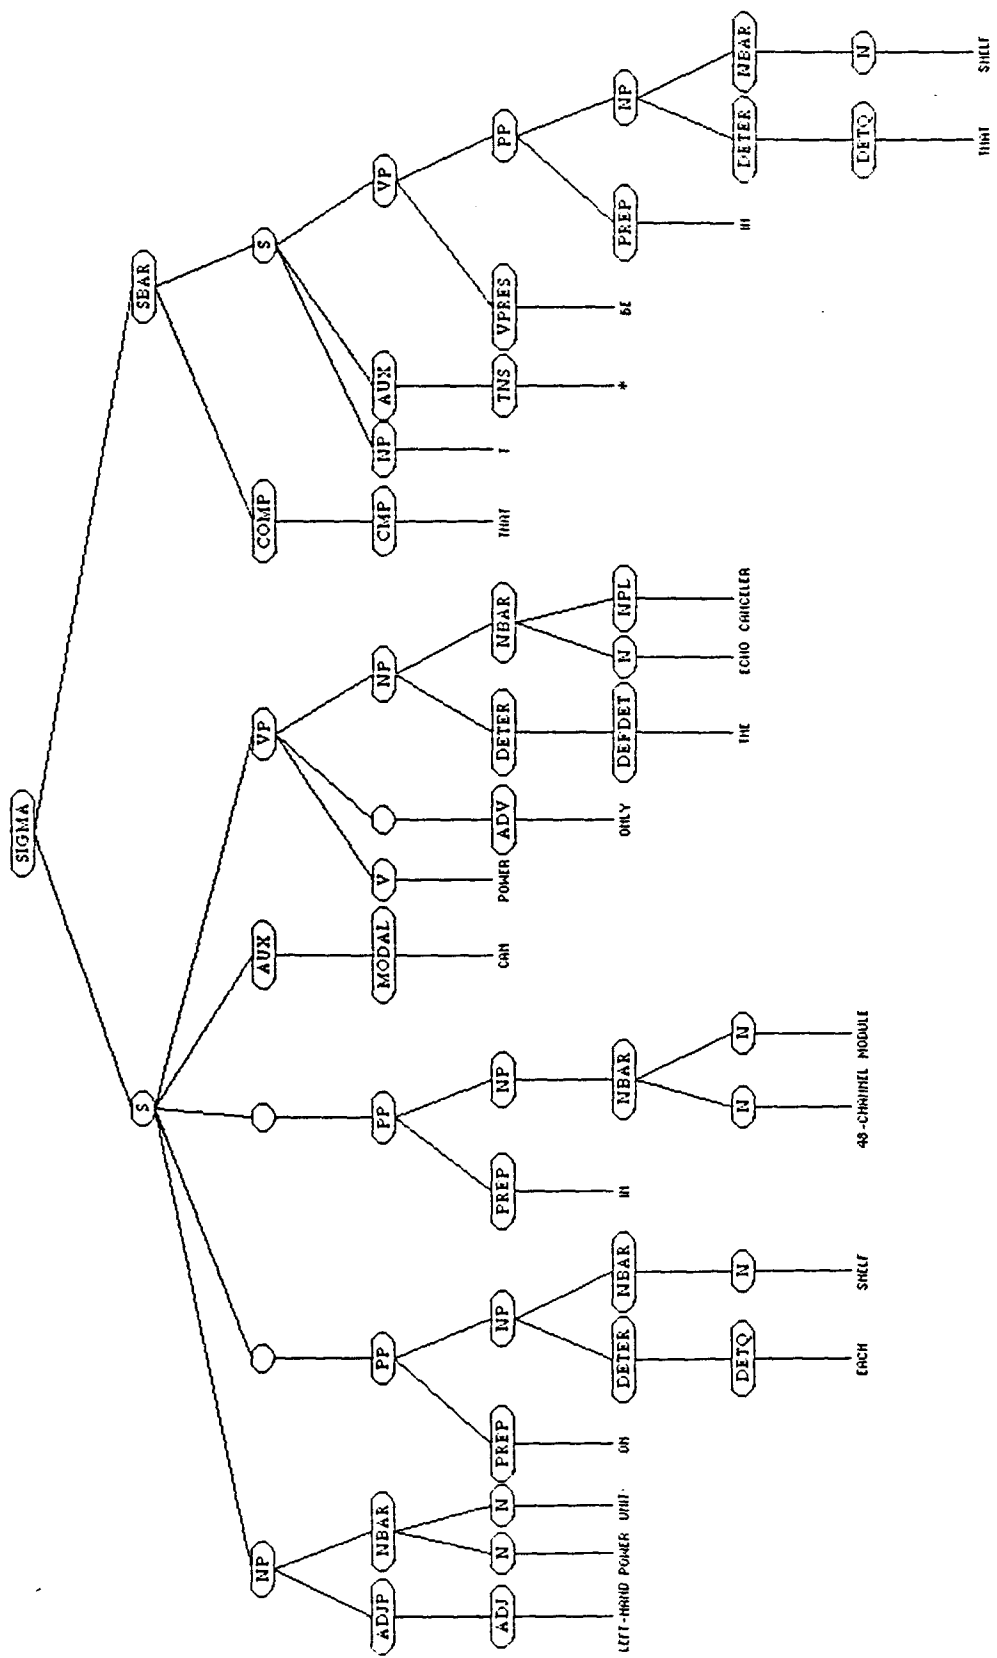 SIGMA
S SBAR
NP AUX VP COMP S
ADJP NBAR PP PP MODAL V NP CMP NP AUX VP
ADJ N N PREP NP PREP NP CAN POWER ADV DETER NBAR THAT T TNS VPRES PP
LEFT-HAND POWER UNIT ON DETER NBAR IN NBAR ONLY DEFDET N NPL * BE PREP NP
DETQ N N N THE ECHO CANCELER IN DETER NBAR
EACH SHELF 48-CHANNEL MODULE DETQ N
THAT SHELF